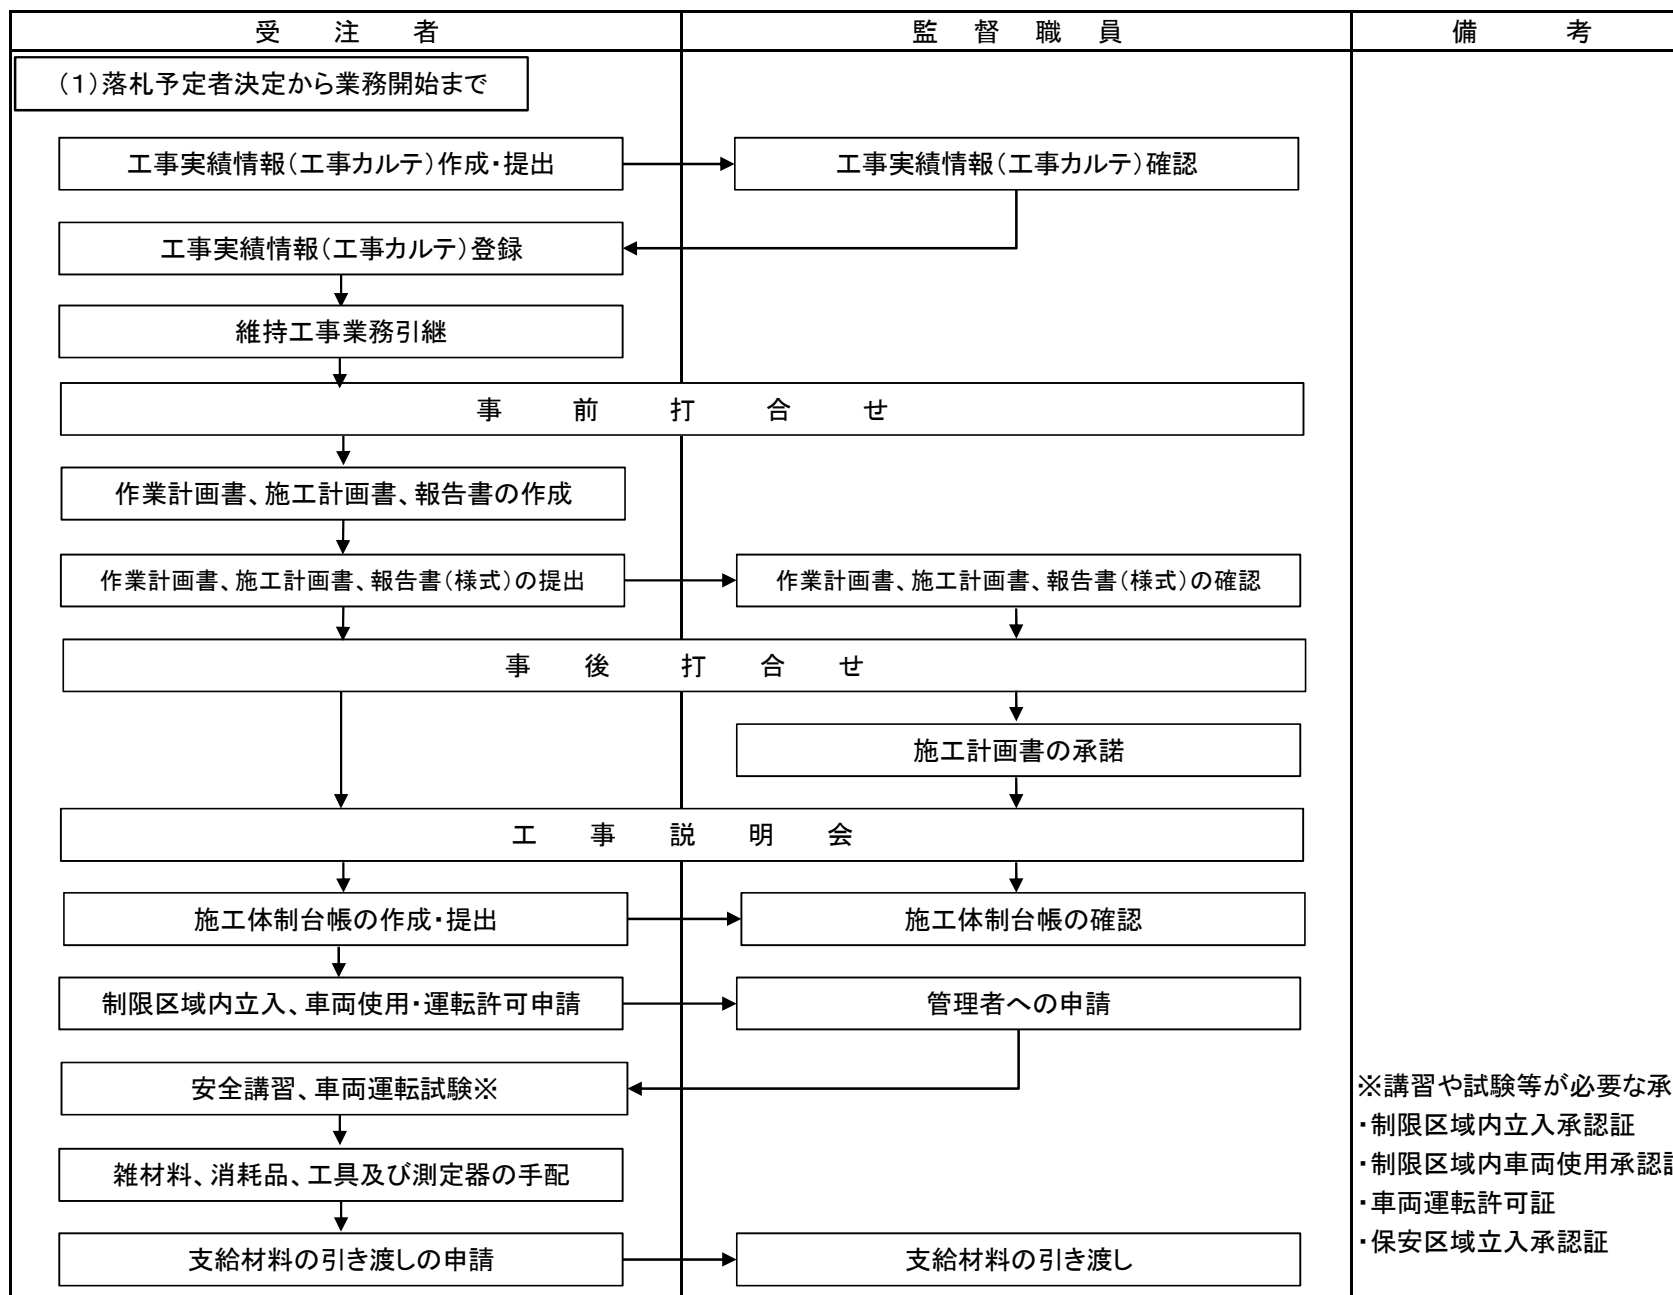 受注者 監督職員 備考
(1)落札予定者決定から業務開始まで
工事実績情報(工事カルテ)作成・提出 工事実績情報(工事カルテ)確認
工事実績情報(工事カルテ)登録
維持工事業務引継
事前打合せ
作業計画書、施工計画書、報告書の作成
作業計画書、施工計画書、報告書(様式)の提出 作業計画書、施工計画書、報告書(様式)の確認
事後打合せ
施工計画書の承諾
工事説明会
施工体制台帳の作成・提出 施工体制台帳の確認
制限区域内立入、車両使用・運転許可申請 管理者への申請
安全講習、車両運転試験※ ※講習や試験等が必要な承
・制限区域内立入承認証
・制限区域内車両使用承認
雑材料、消耗品、工具及び測定器の手配
・車両運転許可証
・保安区域立入承認証
支給材料の引き渡しの申請 支給材料の引き渡し